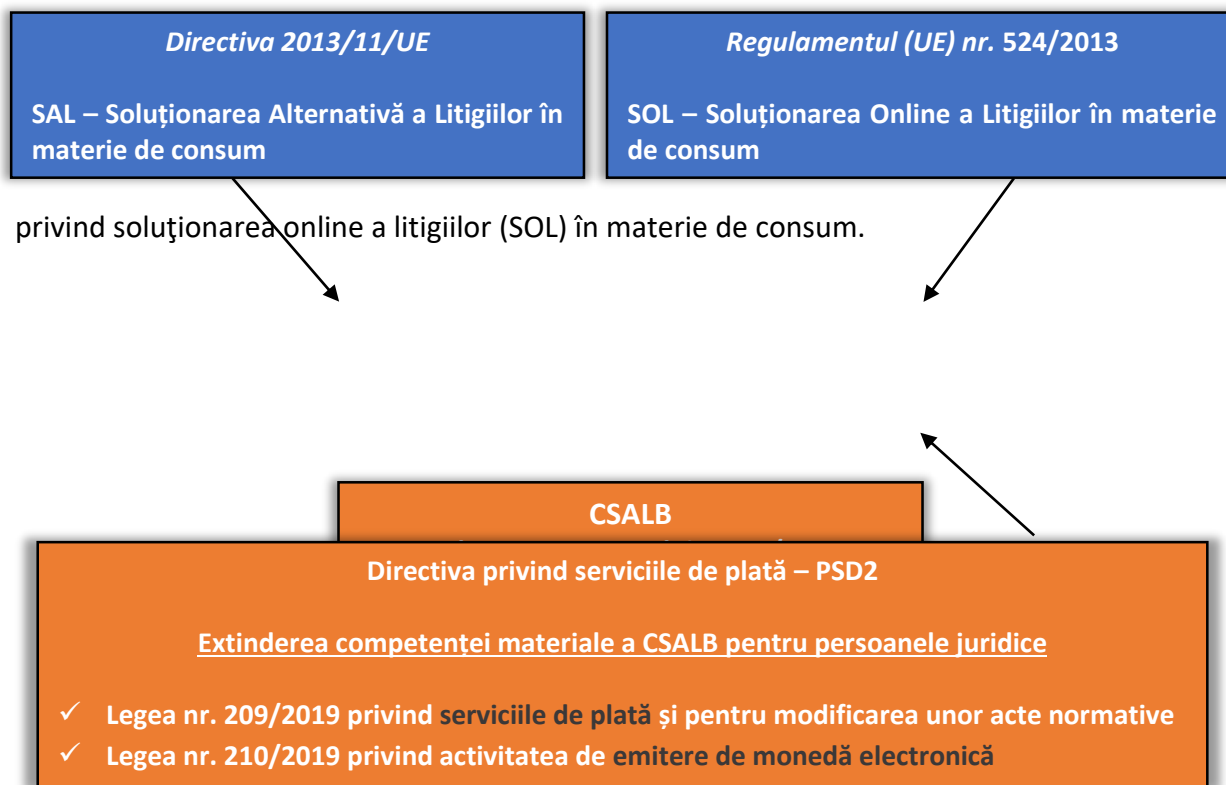 Directiva 2013/11/UE
SAL – Soluționarea Alternativă a Litigiilor în
materie de consum
Regulamentul (UE) nr. 524/2013
SOL – Soluționarea Online a Litigiilor în materie
de consum
privind soluţionarea online a litigiilor (SOL) în materie de consum.
CSALB
Directiva privind serviciile de plată – PSD2
Extinderea competenței materiale a CSALB pentru persoanele juridice
✓ Legea nr. 209/2019 privind serviciile de plată și pentru modificarea unor acte normative
✓ Legea nr. 210/2019 privind activitatea de emitere de monedă electronică